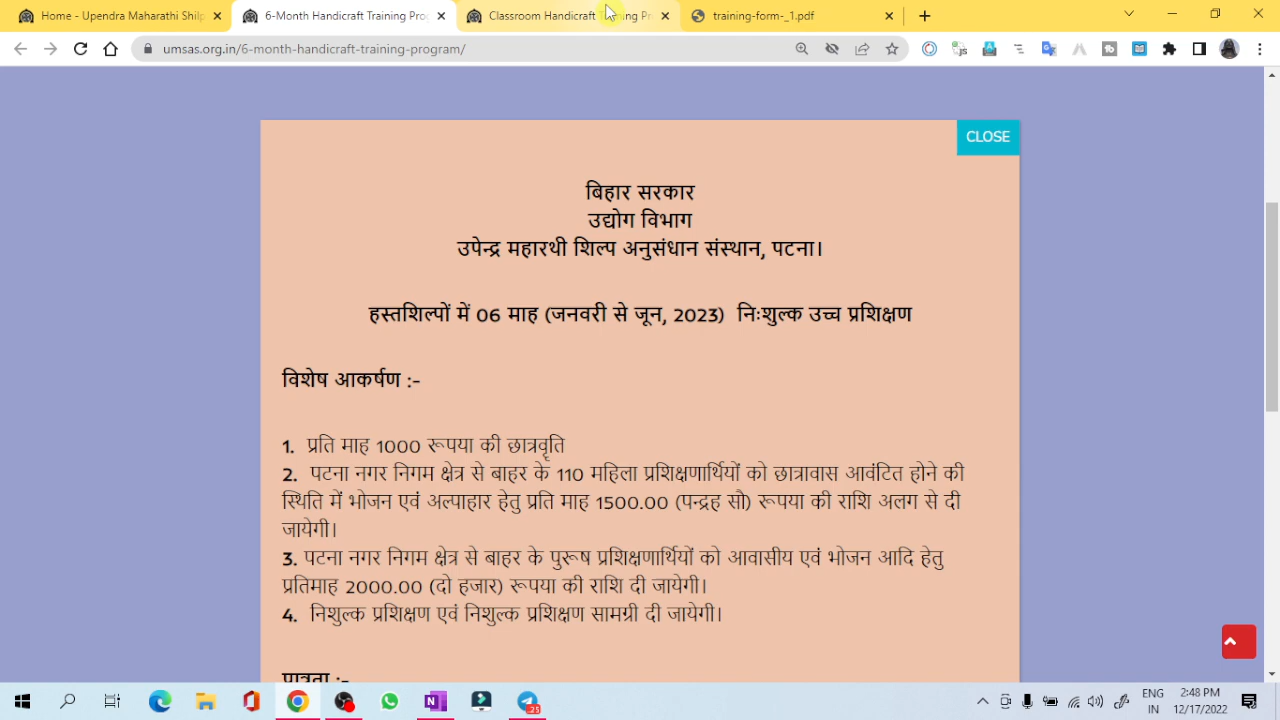 Home - Upendra Maharathi Shilp
6-Month Handicraft Training Prog
Classroom Handicraft Training Pr
training-form-_1.pdf
umsas.org.in/6-month-handicraft-training-program/
CLOSE
बिहार सरकार
उद्योग विभाग
उपेन्द्र महारथी शिल्प अनुसंधान संस्थान, पटना।
हस्तशिल्पों में 06 माह (जनवरी से जून, 2023) निःशुल्क उच्च प्रशिक्षण
विशेष आकर्षण :-
1. प्रति माह 1000 रूपया की छात्रवृति
2. पटना नगर निगम क्षेत्र से बाहर के 110 महिला प्रशिक्षणार्थियों को छात्रावास आवंटित होने की
स्थिति में भोजन एवं अल्पाहार हेतु प्रति माह 1500.00 (पन्द्रह सौ) रूपया की राशि अलग से दी
जायेगी।
3. पटना नगर निगम क्षेत्र से बाहर के पुरूष प्रशिक्षणार्थियों को आवासीय एवं भोजन आदि हेतु
प्रतिमाह 2000.00 (दो हजार) रूपया की राशि दी जायेगी।
4. निशुल्क प्रशिक्षण एवं निशुल्क प्रशिक्षण सामग्री दी जायेगी।
25
ENG
IN
2:48 PM
12/17/2022